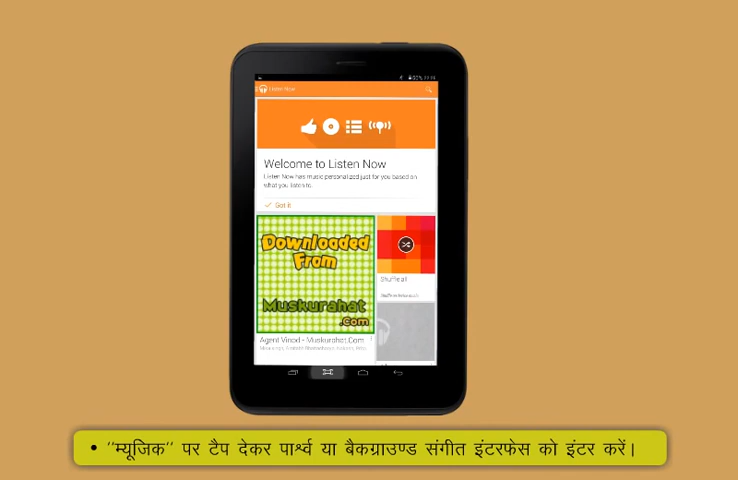 Listen Now
Welcome to Listen Now
Listen Now has music personalized just for you based on
what you listen to.
Got it
Downloaded
From
Muskurahat
.Com
Shuffle all
Agent Vinod - Muskurahat.Com
• "म्यूजिक" पर टैप देकर पार्श्व या बैकग्राउण्ड संगीत इंटरफेस को इंटर करें।